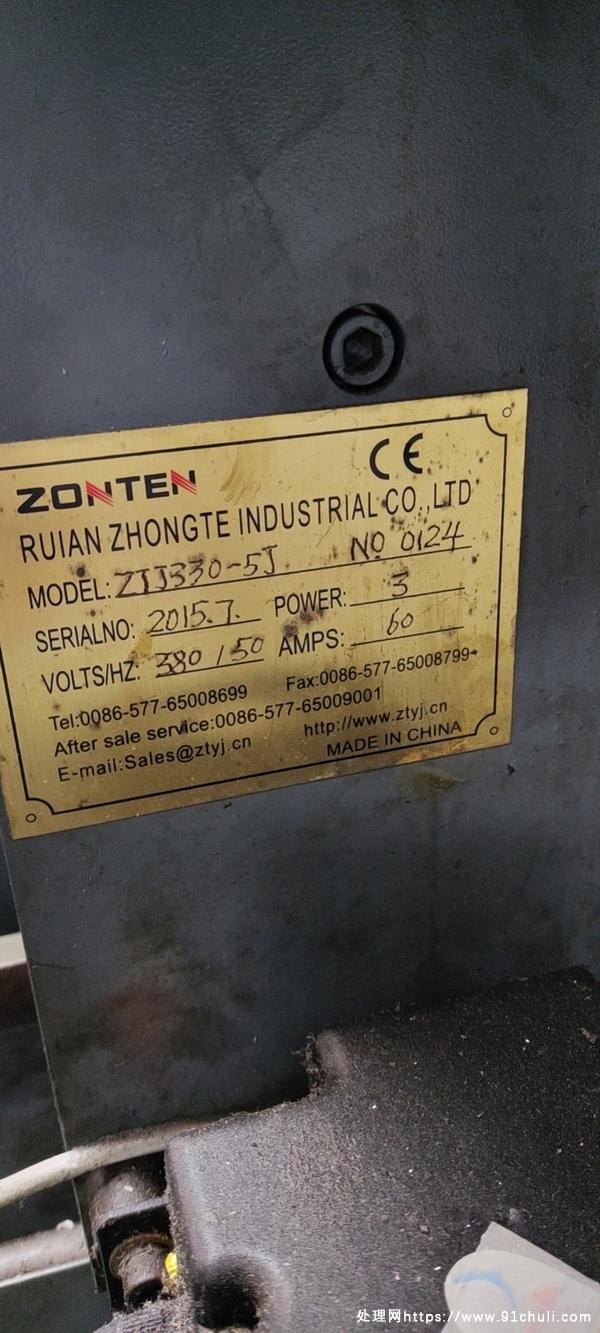 CE
ZONTEN
RUIAN ZHONGTE INDUSTRIAL CO.,LTD
MODEL: ZTJ330-5J NO 0124
SERIALNO: 2015.7. POWER: 3
VOLTS/HZ: 380 / 50 AMPS: 60
Tel:0086-577-65008699 Fax:0086-577-65008799
After sale service:0086-577-65009001
E-mail:Sales@ztyj.cn http://www.ztyj.cn
MADE IN CHINA
处理网https://www.91chuli.com